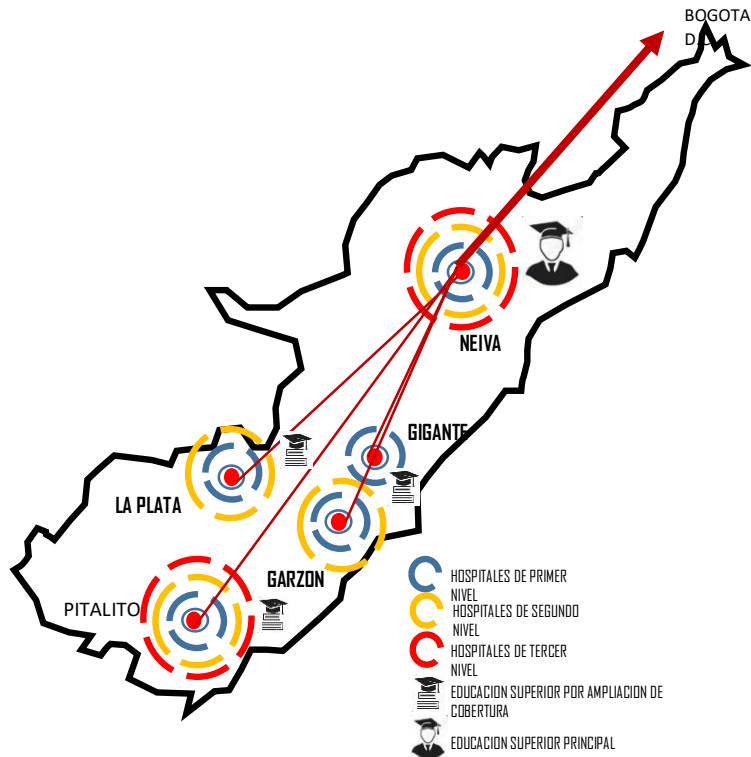 BOGOTA
D.C
NEIVA
GIGANTE
LA PLATA
GARZON
PITALITO
HOSPITALES DE PRIMER
NIVEL
HOSPITALES DE SEGUNDO
NIVEL
HOSPITALES DE TERCER
NIVEL
EDUCACION SUPERIOR POR AMPLIACION DE
COBERTURA
EDUCACION SUPERIOR PRINCIPAL